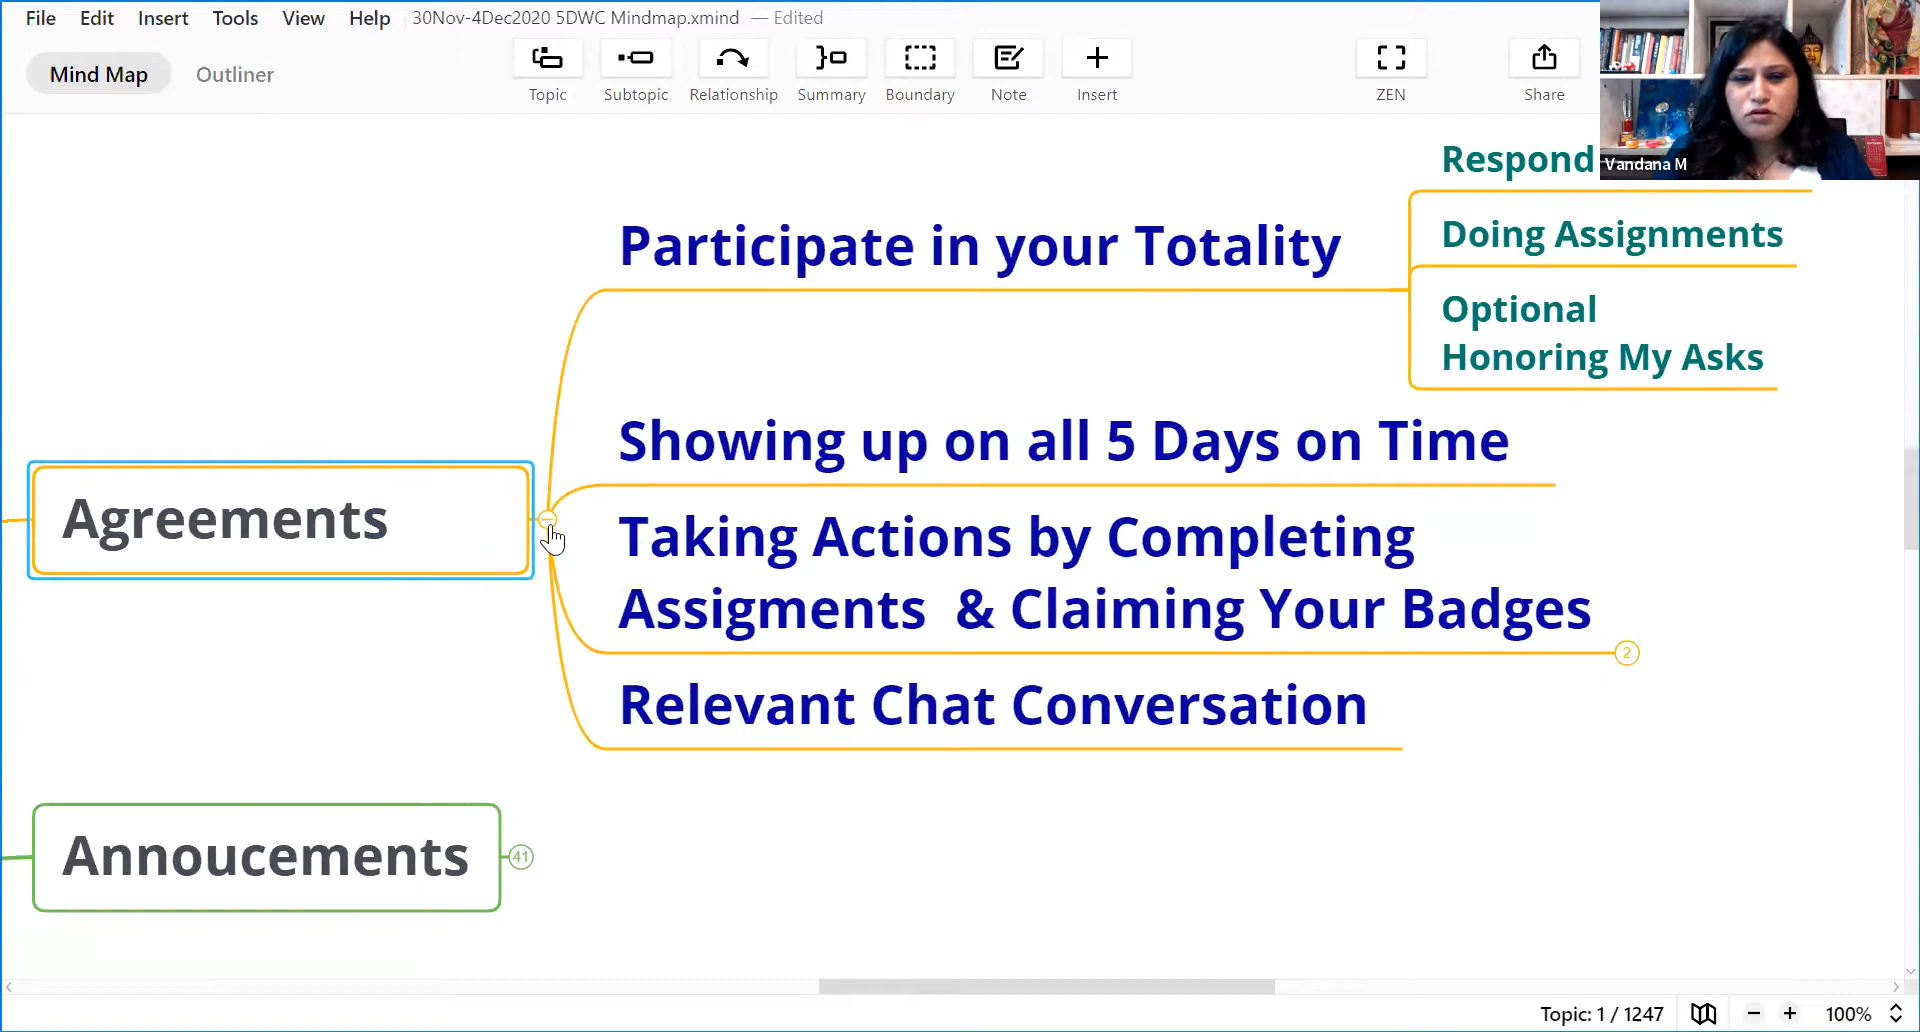 File Edit Insert Tools View Help 30Nov-4Dec2020 5DWC Mindmap.xmind — Edited
Mind Map Outliner
Topic Subtopic Relationship Summary Boundary Note Insert ZEN Share
Vandana M
Respond
Participate in your Totality
Doing Assignments
Optional
Honoring My Asks
Showing up on all 5 Days on Time
Agreements
Taking Actions by Completing
Assigments & Claiming Your Badges
2
Relevant Chat Conversation
Annoucements 41
Topic: 1 / 1247 100%